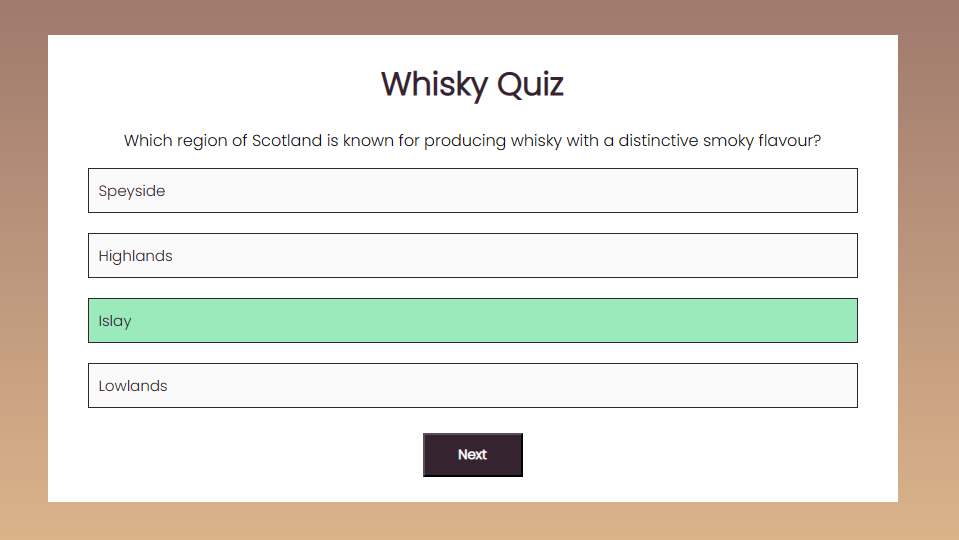 Whisky Quiz
Which region of Scotland is known for producing whisky with a distinctive smoky flavour?
Speyside
Highlands
Islay
Lowlands
Next